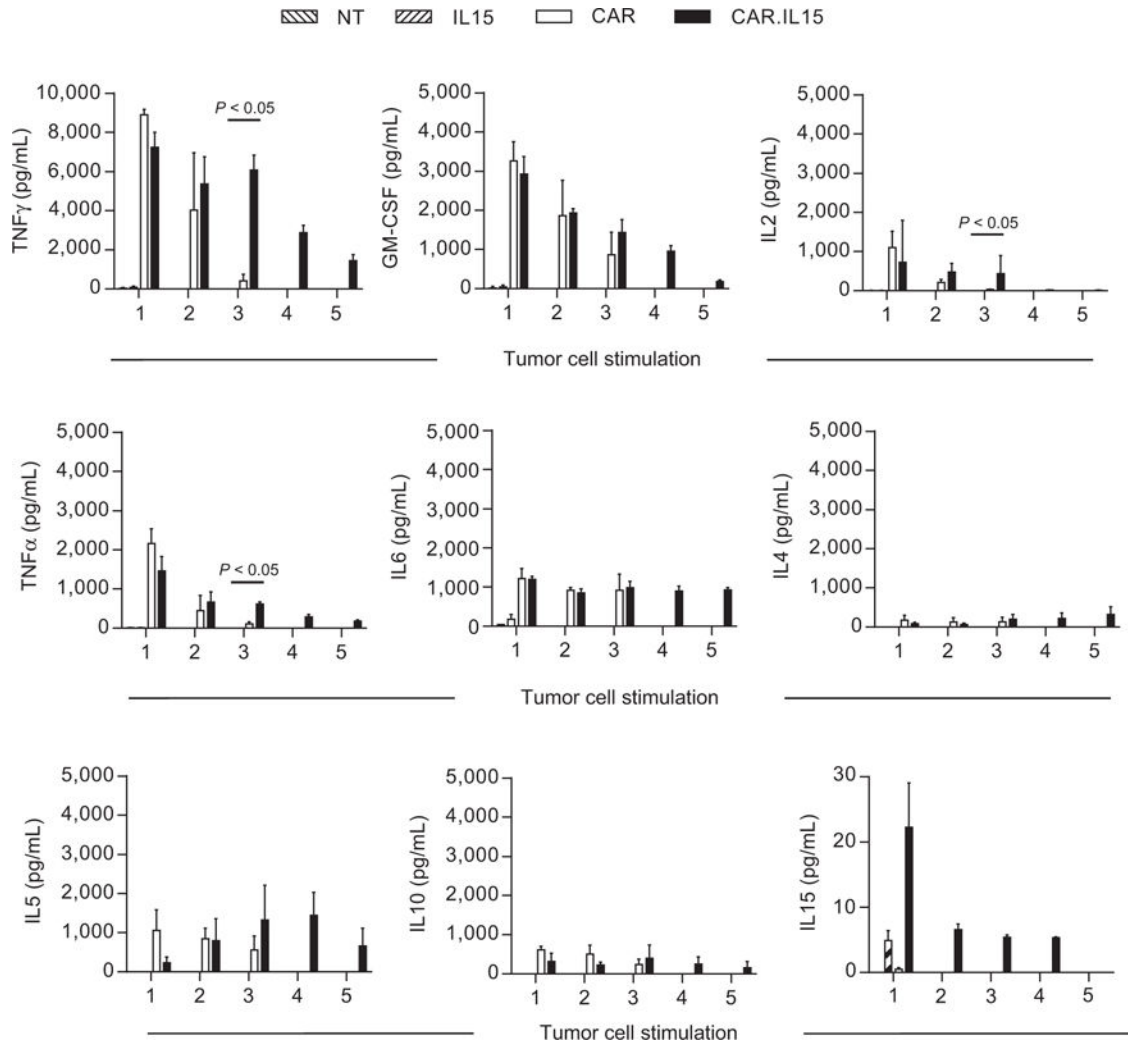 NT IL15 CAR CAR.IL15
TNFγ (pg/mL)
10,000
8,000
6,000
4,000
2,000
0
P < 0.05
1 2 3 4 5
GM-CSF (pg/mL)
5,000
4,000
3,000
2,000
1,000
0
1 2 3 4 5
IL2 (pg/mL)
5,000
4,000
3,000
2,000
1,000
0
P < 0.05
1 2 3 4 5
Tumor cell stimulation
TNFα (pg/mL)
5,000
4,000
3,000
2,000
1,000
0
P < 0.05
1 2 3 4 5
IL6 (pg/mL)
5,000
4,000
3,000
2,000
1,000
0
1 2 3 4 5
IL4 (pg/mL)
5,000
4,000
3,000
2,000
1,000
0
1 2 3 4 5
Tumor cell stimulation
IL5 (pg/mL)
5,000
4,000
3,000
2,000
1,000
0
1 2 3 4 5
IL10 (pg/mL)
5,000
4,000
3,000
2,000
1,000
0
1 2 3 4 5
IL15 (pg/mL)
30
20
10
0
1 2 3 4 5
Tumor cell stimulation